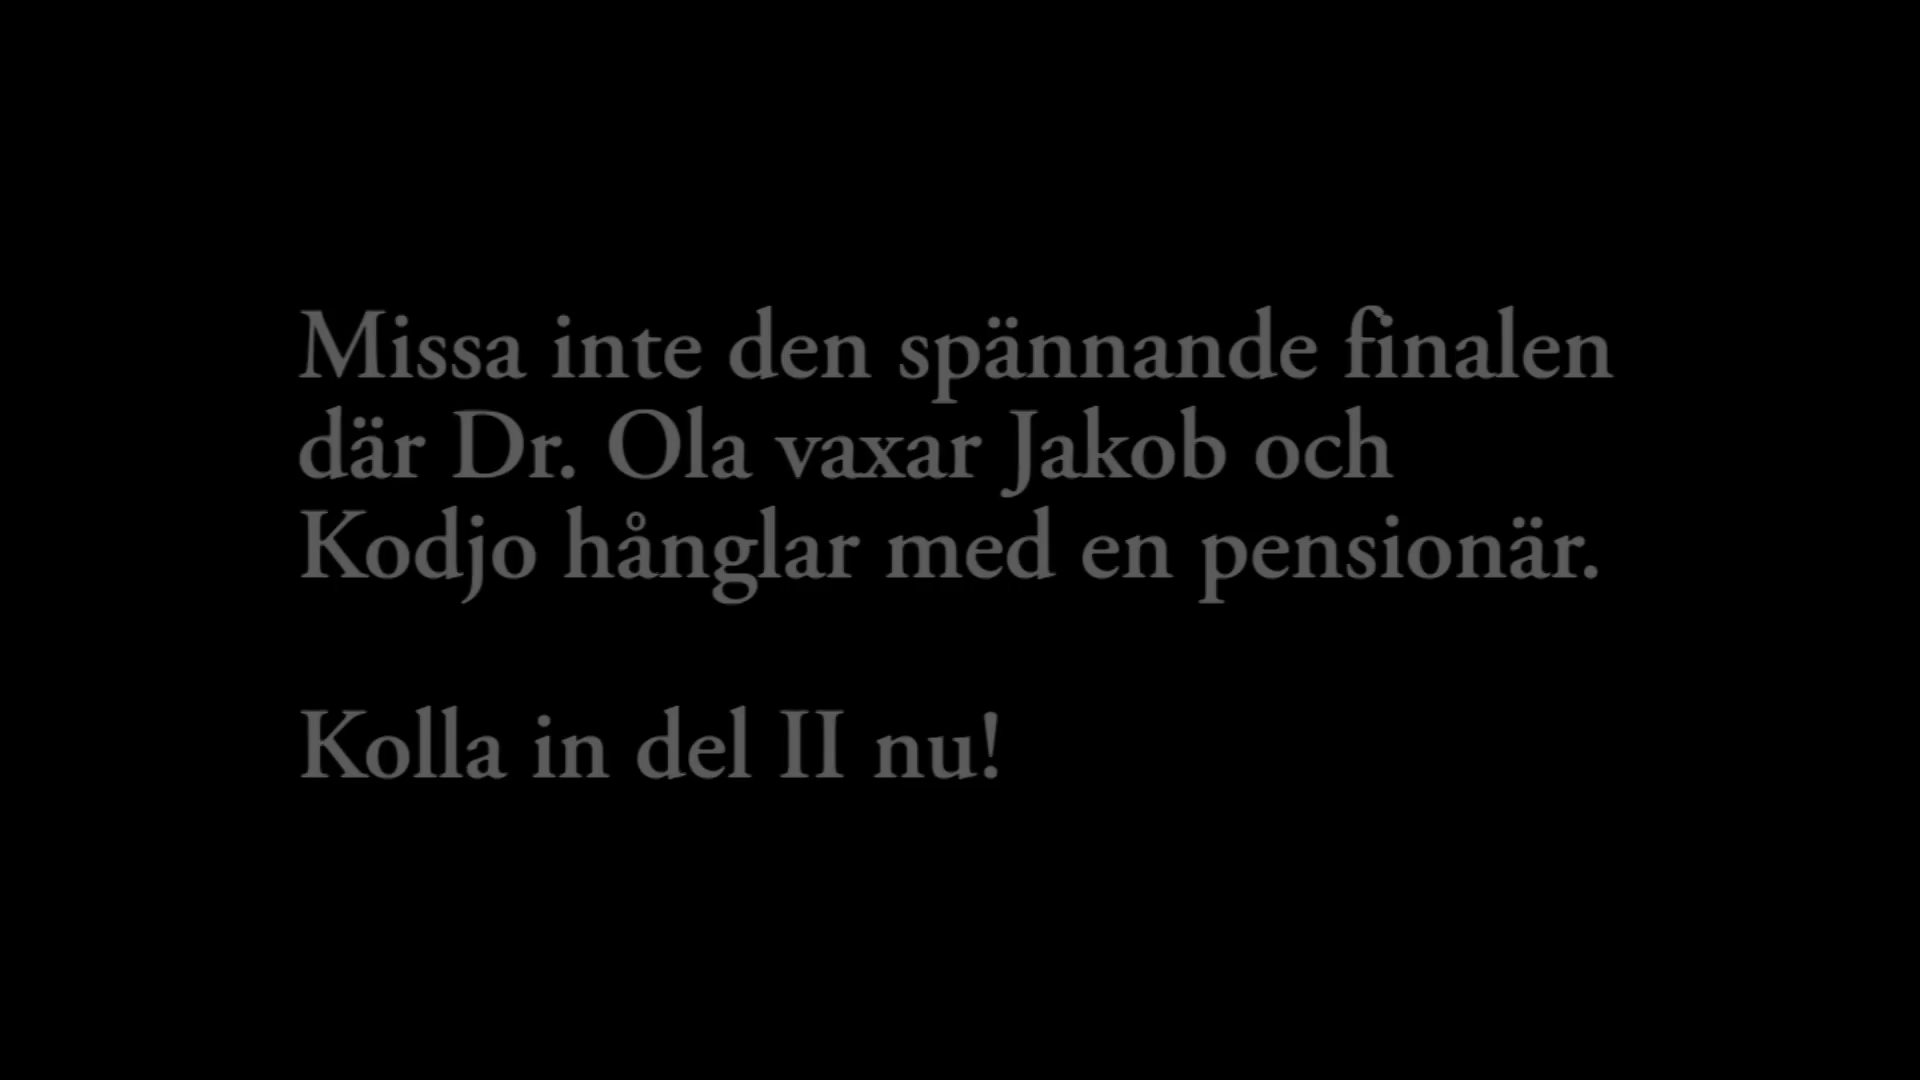 Missa inte den spännande finalen
där Dr. Ola vaxar Jakob och
Kodjo hånglar med en pensionär.
Kolla in del II nu!